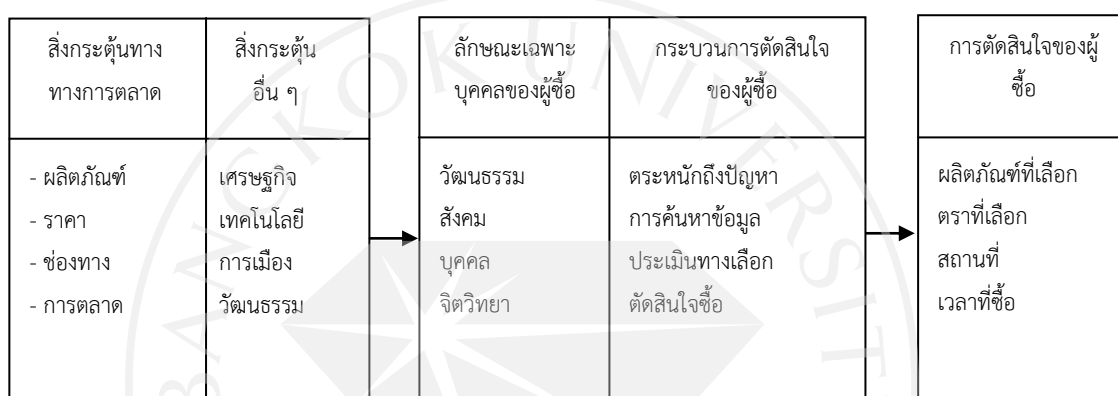 สิ่งกระตุ้นทาง
ทางการตลาด
สิ่งกระตุ้น
อื่น ๆ
ลักษณะเฉพาะ
บุคคลของผู้ซื้อ
กระบวนการตัดสินใจ
ของผู้ซื้อ
การตัดสินใจของผู้
ซื้อ
- ผลิตภัณฑ์
- ราคา
- ช่องทาง
- การตลาด
เศรษฐกิจ
เทคโนโลยี
การเมือง
วัฒนธรรม
วัฒนธรรม
สังคม
บุคคล
จิตวิทยา
ตระหนักถึงปัญหา
การค้นหาข้อมูล
ประเมินทางเลือก
ตัดสินใจซื้อ
ผลิตภัณฑ์ที่เลือก
ตราที่เลือก
สถานที่
เวลาที่ซื้อ
BANGKOK UNIVERSIT